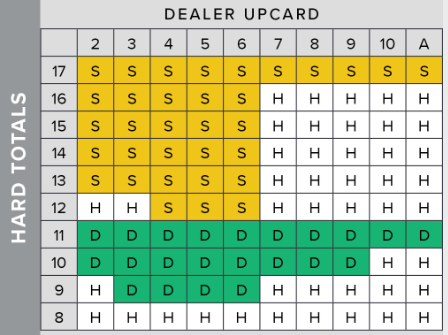 DEALER UPCARD
HARD TOTALS
2 3 4 5 6 7 8 9 10 A
17 S S S S S S S S S S
16 S S S S S H H H H H
15 S S S S S H H H H H
14 S S S S S H H H H H
13 S S S S S H H H H H
12 H H S S S H H H H H
11 D D D D D D D D D D
10 D D D D D D D D H H
9 H D D D D H H H H H
8 H H H H H H H H H H